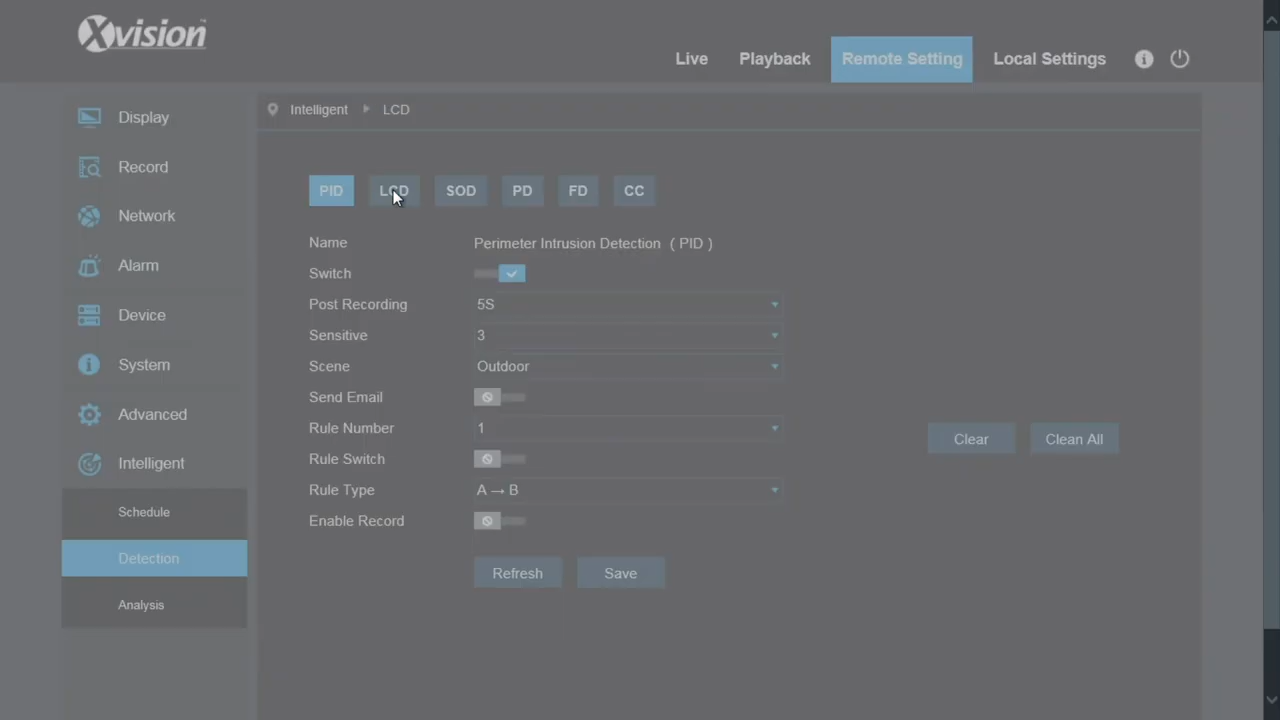 Xvision
Live Playback Remote Setting Local Settings
Intelligent LCD
Display
Record
Network
Alarm
Device
System
Advanced
Intelligent
Schedule
Detection
Analysis
PID LCD SOD PD FD CC
Name Perimeter Intrusion Detection ( PID )
Switch
Post Recording 5S
Sensitive 3
Scene Outdoor
Send Email
Rule Number 1
Clear Clean All
Rule Switch
Rule Type A → B
Enable Record
Refresh Save